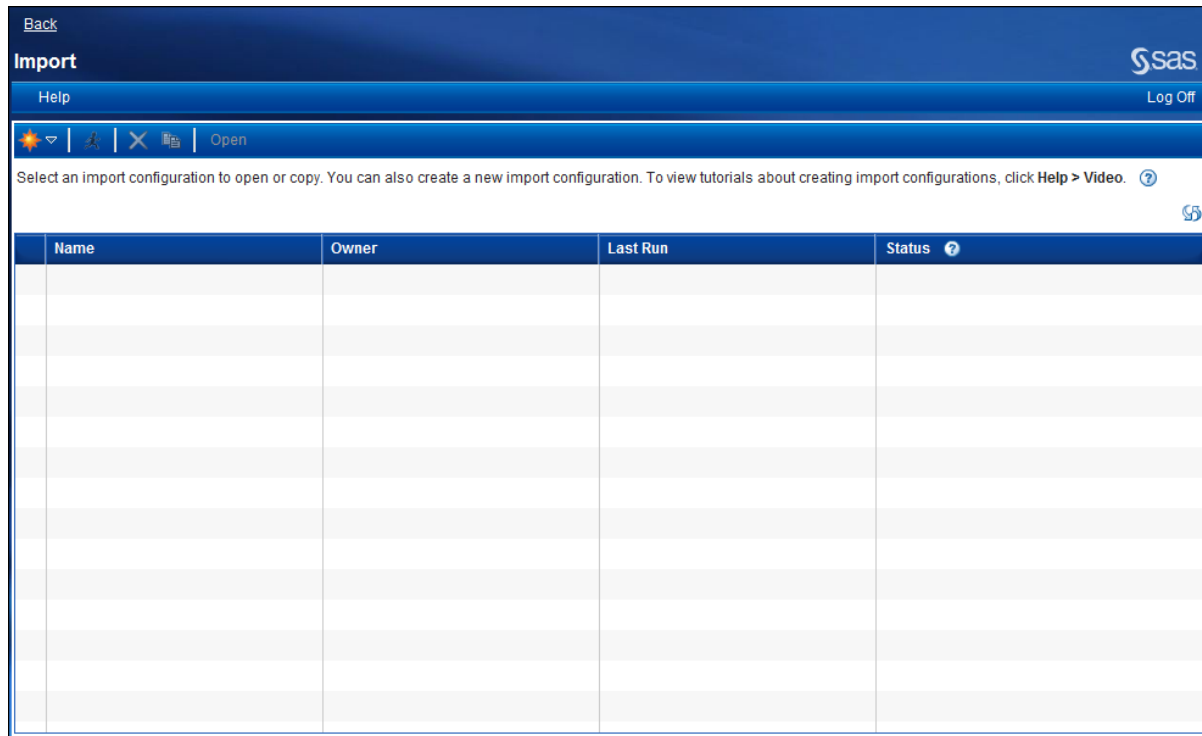 Back
Import
sas
Help
Log Off
Open
Select an import configuration to open or copy. You can also create a new import configuration. To view tutorials about creating import configurations, click Help > Video. ?
Name Owner Last Run Status ?